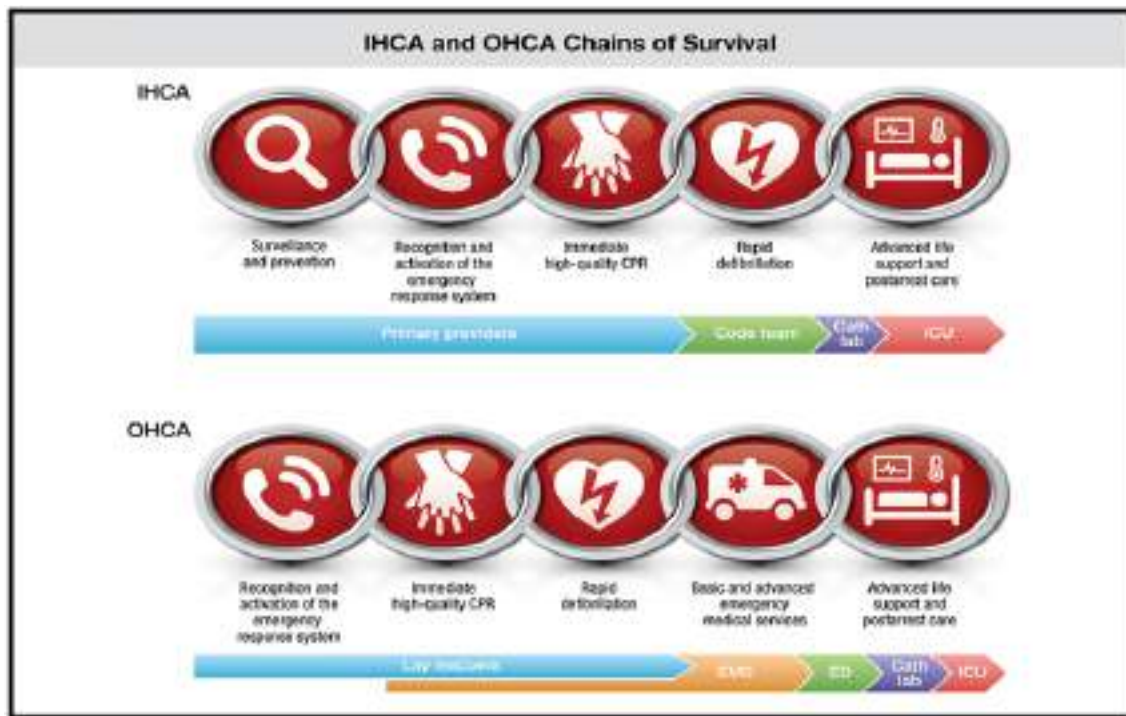 IHCA and OHCA Chains of Survival
IHCA
Surveillance
and prevention
Recognition and
activation of the
emergency
response system
Immediate
high-quality CPR
Rapid
defibrillation
Advanced life
support and
postarrest care
Primary providers
Code team
Cath
lab
ICU
OHCA
Recognition and
activation of the
emergency
response system
Immediate
high-quality CPR
Rapid
defibrillation
Basic and advanced
emergency
medical services
Advanced life
support and
postarrest care
Lay rescuers
EMS
ED
Cath
lab
ICU